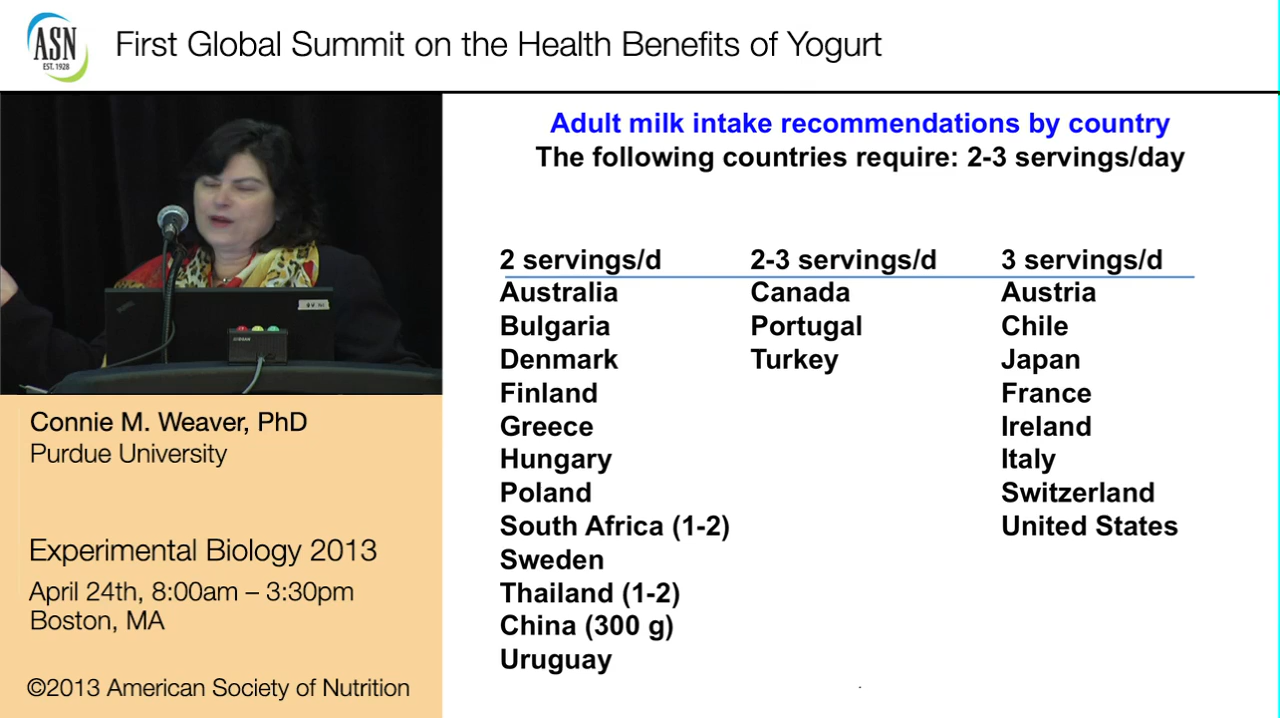 ASN
EST. 1928
First Global Summit on the Health Benefits of Yogurt
Adult milk intake recommendations by country
The following countries require: 2-3 servings/day
2 servings/d
Australia
Bulgaria
Denmark
Finland
Greece
Hungary
Poland
South Africa (1-2)
Sweden
Thailand (1-2)
China (300 g)
Uruguay
2-3 servings/d
Canada
Portugal
Turkey
3 servings/d
Austria
Chile
Japan
France
Ireland
Italy
Switzerland
United States
Connie M. Weaver, PhD
Purdue University
Experimental Biology 2013
April 24th, 8:00am – 3:30pm
Boston, MA
©2013 American Society of Nutrition